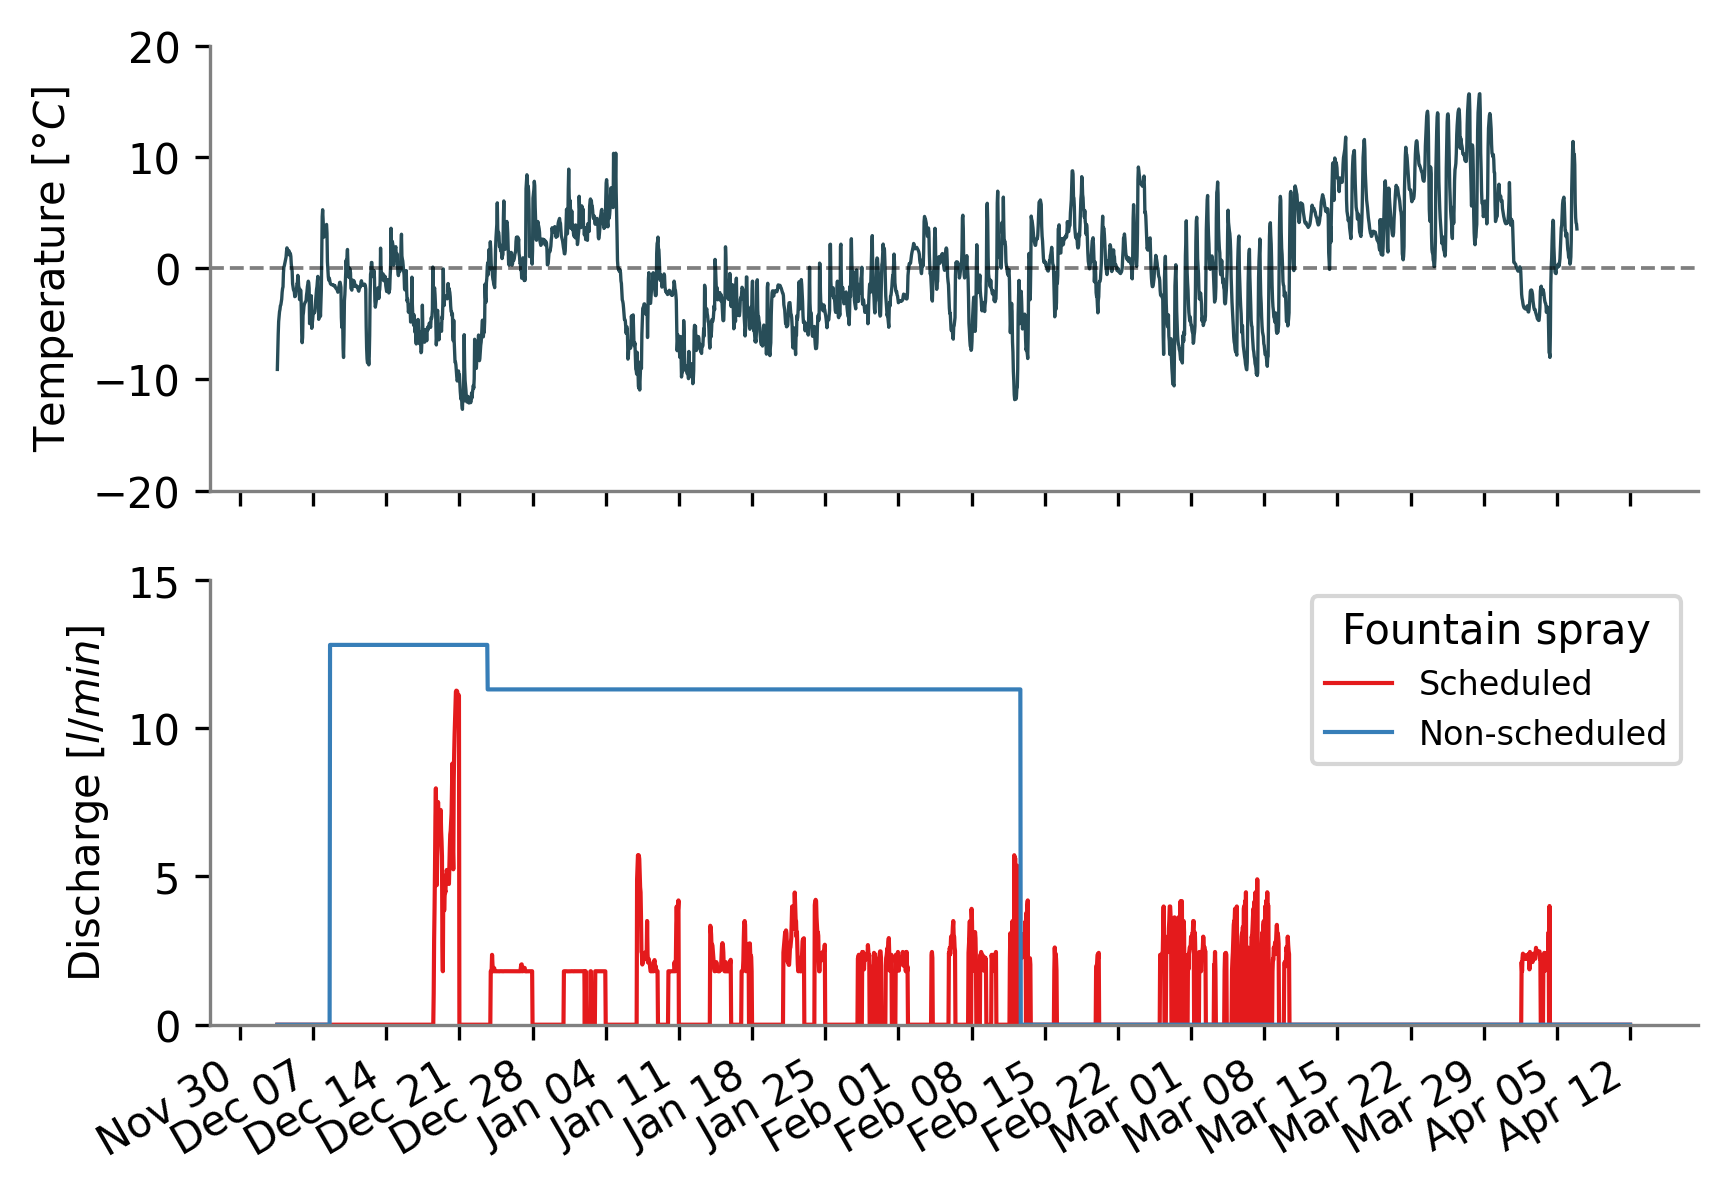 20
10
0
−10
−20
Temperature [°C]
15
10
5
0
Discharge [l/min]
Fountain spray
Scheduled
Non-scheduled
Nov 30
Dec 07
Dec 14
Dec 21
Dec 28
Jan 04
Jan 11
Jan 18
Jan 25
Feb 01
Feb 08
Feb 15
Feb 22
Mar 01
Mar 08
Mar 15
Mar 22
Mar 29
Apr 05
Apr 12